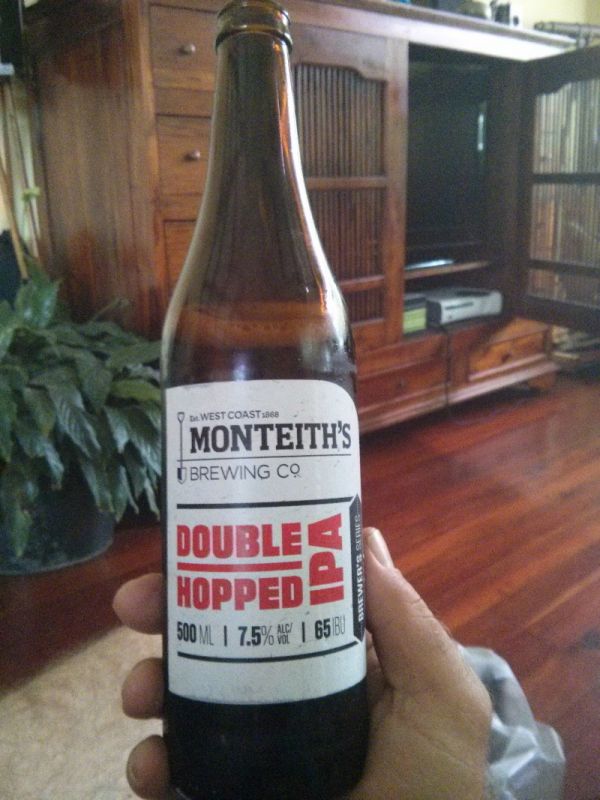 Est. WEST COAST 1868
MONTEITH'S
BREWING CO.
DOUBLE
HOPPED
IPA
BREWER'S SERIES
500 ML | 7.5% ALC/VOL | 65 IBU